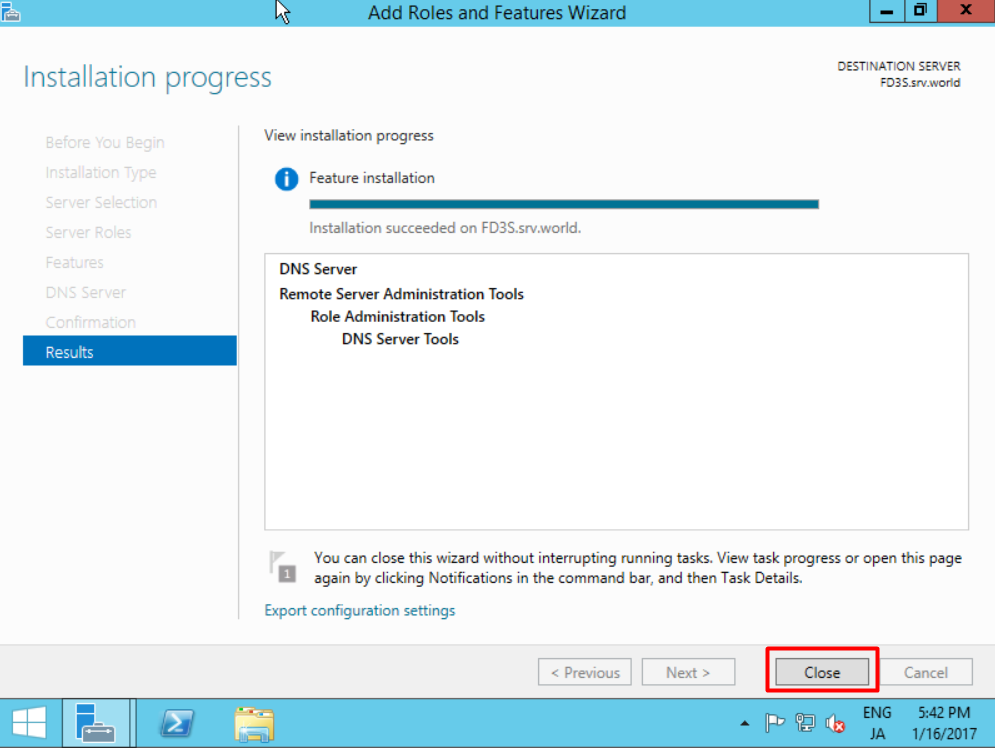 Add Roles and Features Wizard
Installation progress
DESTINATION SERVER
FD3S.srv.world
Before You Begin
Installation Type
Server Selection
Server Roles
Features
DNS Server
Confirmation
Results
View installation progress
Feature installation
Installation succeeded on FD3S.srv.world.
DNS Server
Remote Server Administration Tools
Role Administration Tools
DNS Server Tools
1
You can close this wizard without interrupting running tasks. View task progress or open this page
again by clicking Notifications in the command bar, and then Task Details.
Export configuration settings
< Previous
Next >
Close
Cancel
ENG
JA
5:42 PM
1/16/2017